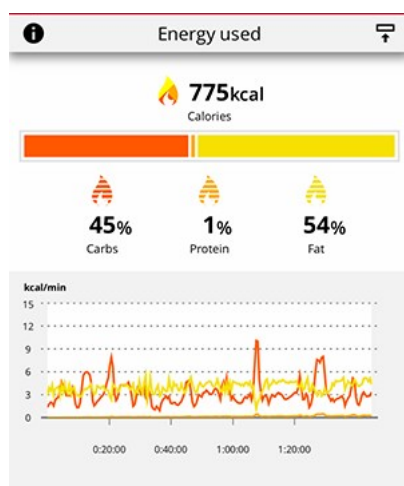 Energy used
775kcal
Calories
45% 1% 54%
Carbs Protein Fat
kcal/min
15
12
9
6
3
0
0:20:00 0:40:00 1:00:00 1:20:00